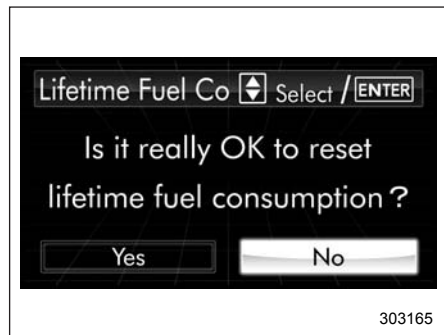 Lifetime Fuel Co Select / ENTER
Is it really OK to reset
lifetime fuel consumption ?
Yes No
303165